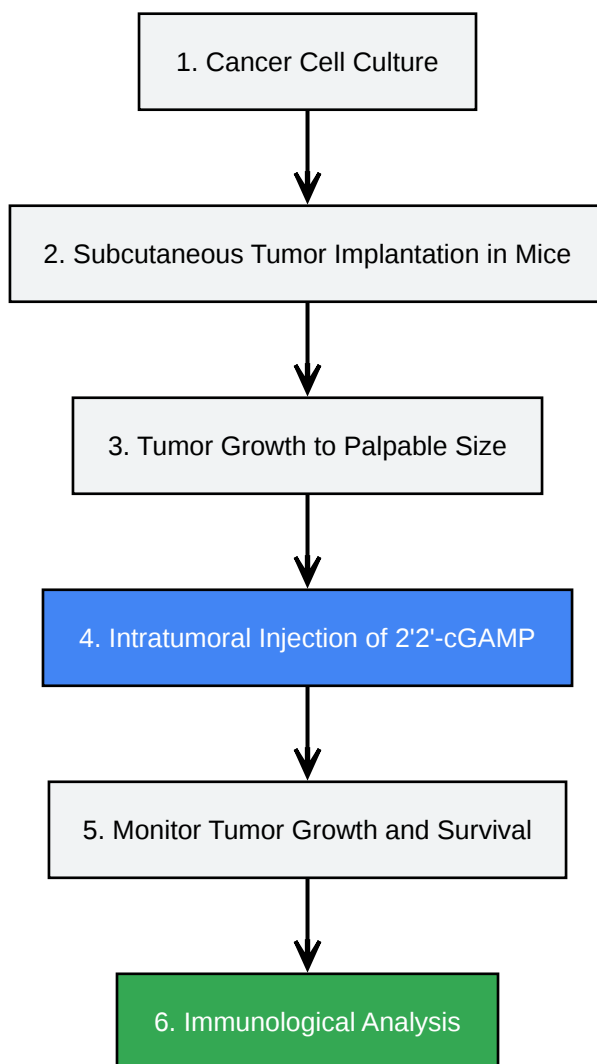 1. Cancer Cell Culture
2. Subcutaneous Tumor Implantation in Mice
3. Tumor Growth to Palpable Size
4. Intratumoral Injection of 2'2'-cGAMP
5. Monitor Tumor Growth and Survival
6. Immunological Analysis